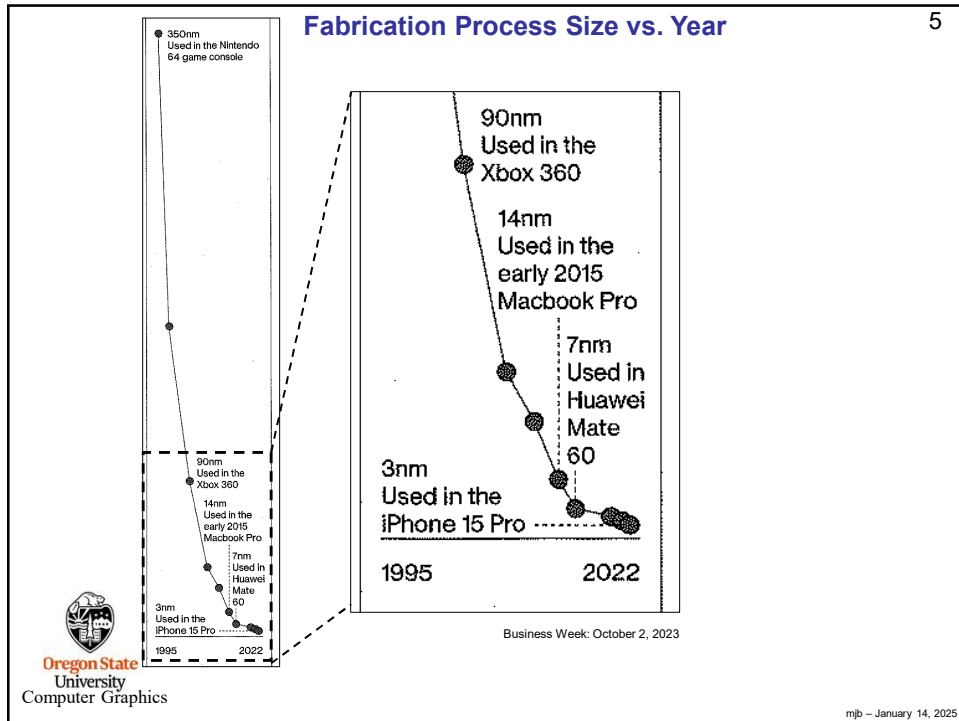 Fabrication Process Size vs. Year
5
350nm
Used in the Nintendo
64 game console
90nm
Used in the
Xbox 360
14nm
Used in the
early 2015
Macbook Pro
7nm
Used in
Huawei
Mate
60
3nm
Used in the
iPhone 15 Pro
1995
2022
90nm
Used in the
Xbox 360
14nm
Used in the
early 2015
Macbook Pro
7nm
Used in
Huawei
Mate
60
3nm
Used in the
iPhone 15 Pro
1995
2022
Business Week: October 2, 2023
Oregon State
University
Computer Graphics
mjb – January 14, 2025